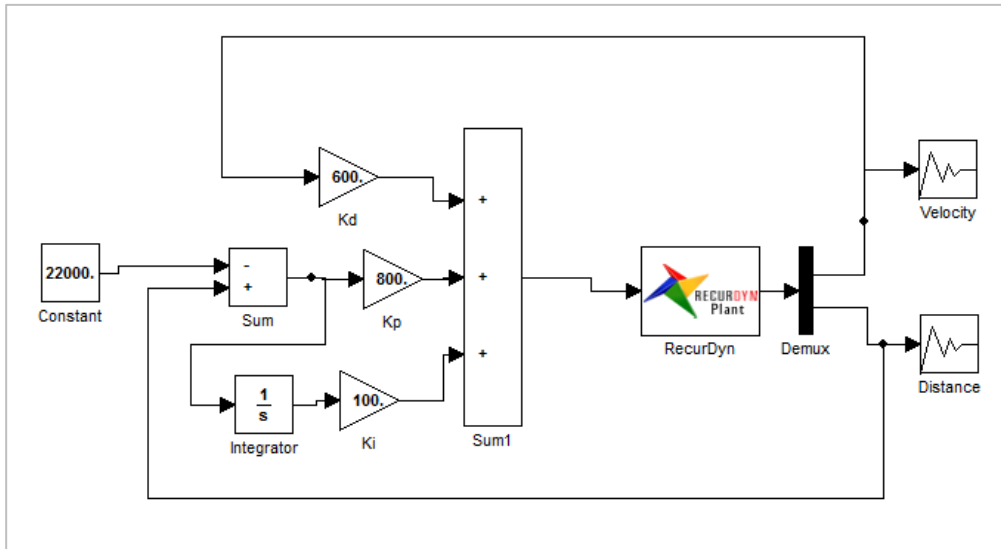 600.
+
Kd
Velocity
22000.
Constant
-
+
Sum
800.
Kp
+
RECURDYN
Plant
RecurDyn
Demux
Distance
1
s
Integrator
100.
Ki
+
Sum1